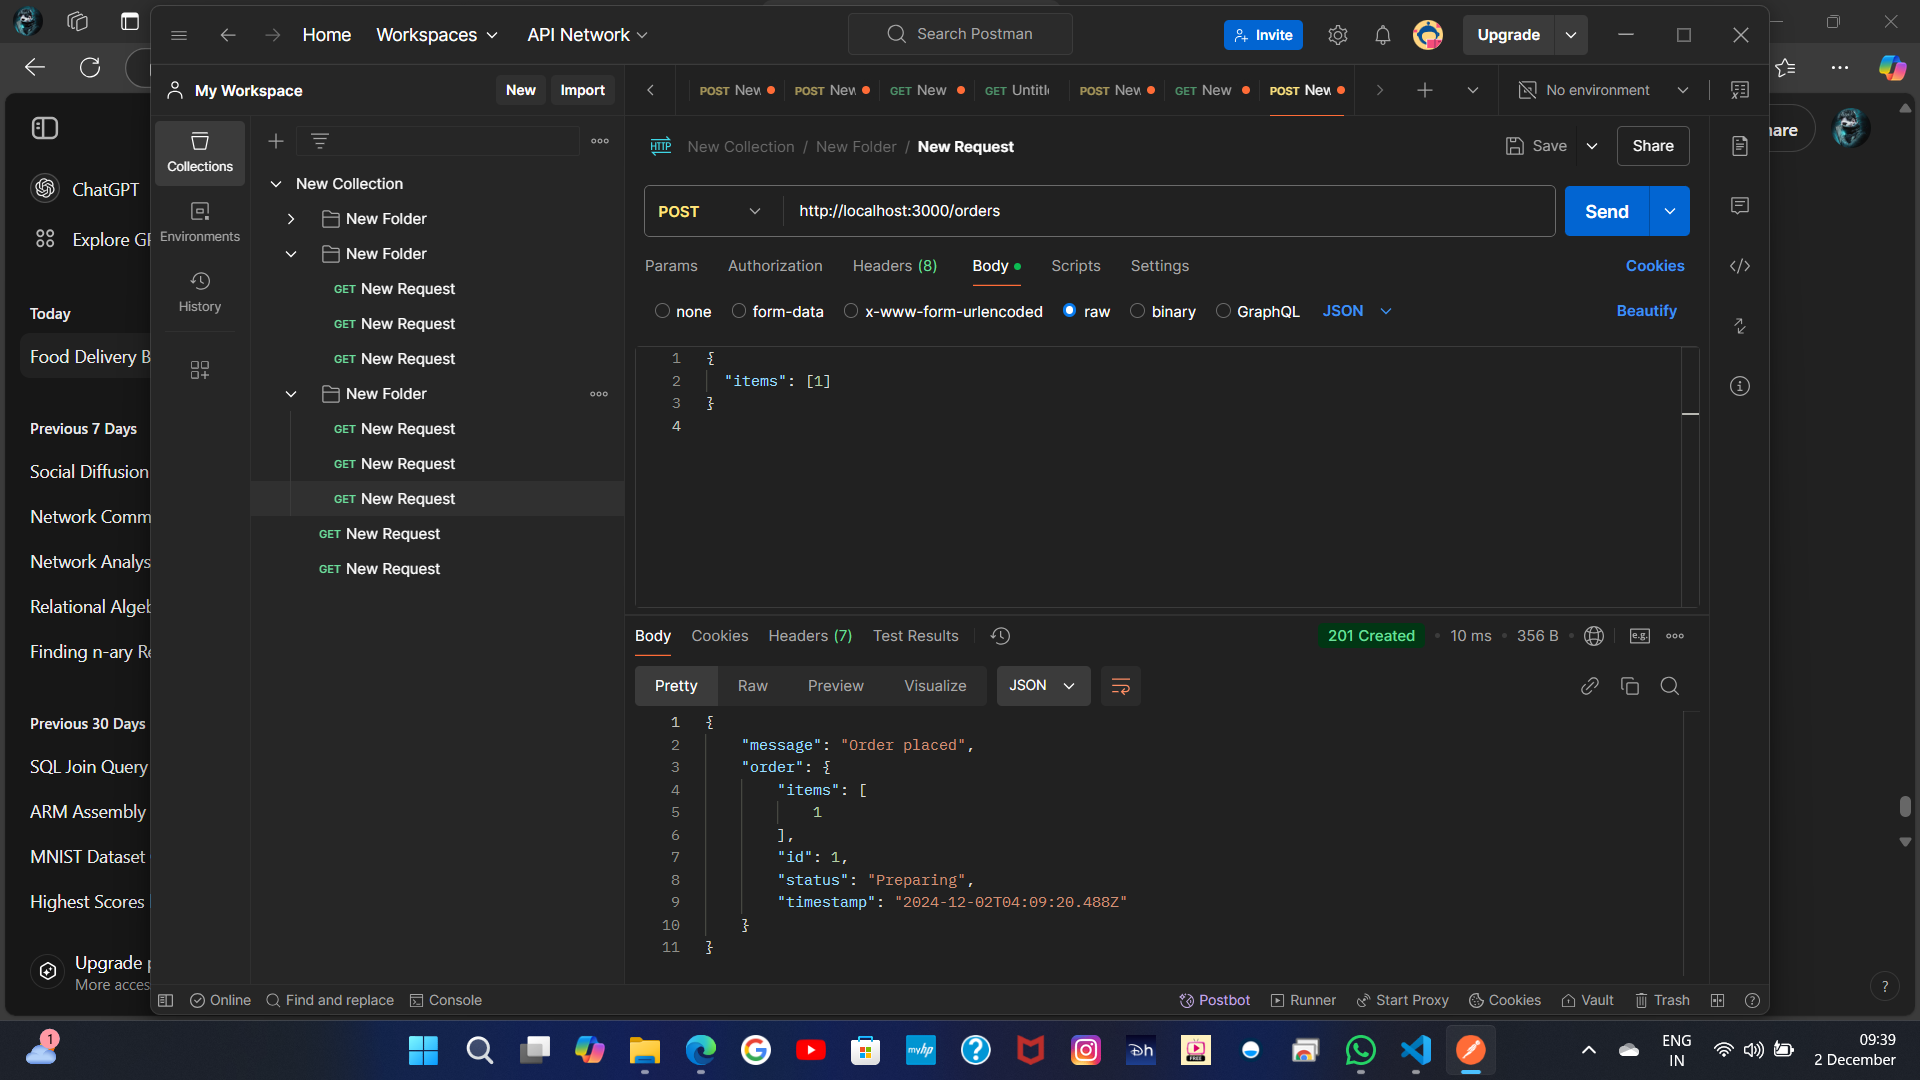 Home
Workspaces
API Network
Search Postman
Invite
Upgrade
My Workspace
New
Import
POST New
POST New
GET New
GET Untitl
POST New
GET New
POST New
No environment
ChatGPT
Explore GP
Today
Food Delivery B
Previous 7 Days
Social Diffusion
Network Comm
Network Analys
Relational Algeb
Finding n-ary Re
Previous 30 Days
SQL Join Query
ARM Assembly
MNIST Dataset
Highest Scores
Upgrade p
More acces
Collections
Environments
History
New Collection
New Folder
New Folder
GET New Request
GET New Request
GET New Request
New Folder
GET New Request
GET New Request
GET New Request
GET New Request
GET New Request
HTTP New Collection / New Folder / New Request
Save
Share
hare
POST
http://localhost:3000/orders
Send
Params
Authorization
Headers (8)
Body
Scripts
Settings
Cookies
none
form-data
x-www-form-urlencoded
raw
binary
GraphQL
JSON
Beautify
1 {
2 "items": [1]
3 }
4
Body
Cookies
Headers (7)
Test Results
201 Created
10 ms
356 B
e.g.
Pretty
Raw
Preview
Visualize
JSON
1 {
2 "message": "Order placed",
3 "order": {
4 "items": [
5 1
6 ],
7 "id": 1,
8 "status": "Preparing",
9 "timestamp": "2024-12-02T04:09:20.488Z"
10 }
11 }
Online
Find and replace
Console
Postbot
Runner
Start Proxy
Cookies
Vault
Trash
?
1
myhp
FREE
ENG
IN
09:39
2 December